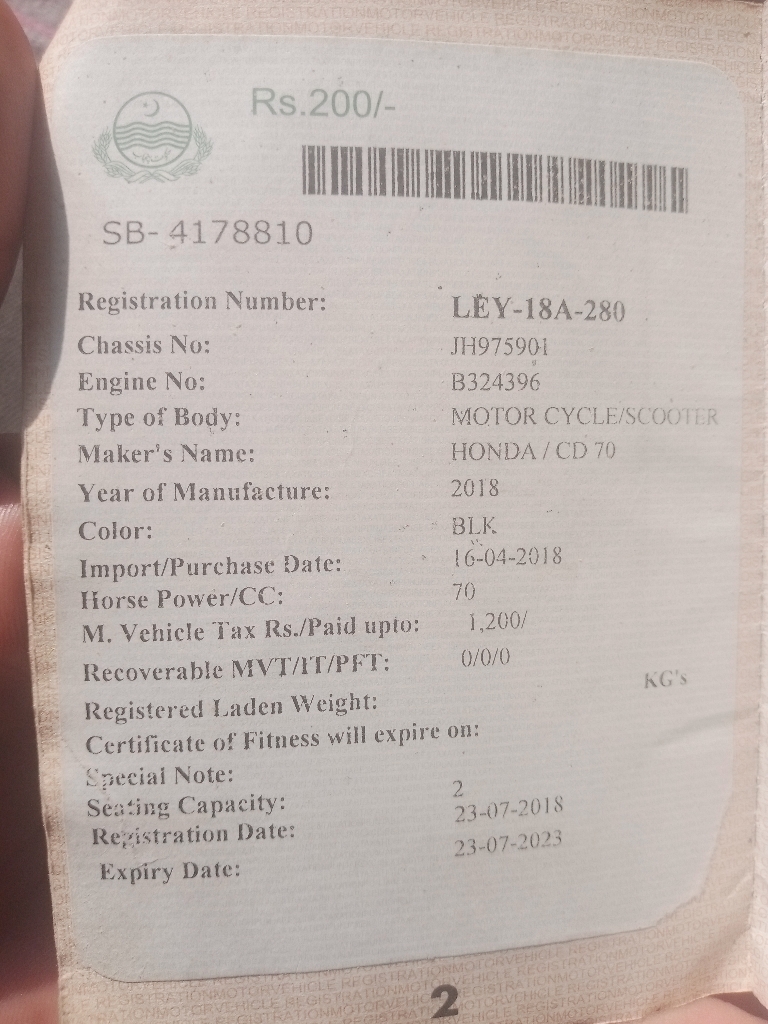 Rs.200/-
SB- 4178810
Registration Number: LEY-18A-280
Chassis No: JH975901
Engine No: B324396
Type of Body: MOTOR CYCLE/SCOOTER
Maker's Name: HONDA / CD 70
Year of Manufacture: 2018
Color: BLK
Import/Purchase Date: 16-04-2018
Horse Power/CC: 70
M. Vehicle Tax Rs./Paid upto: 1,200/
Recoverable MVT/IT/PFT: 0/0/0
Registered Laden Weight: KG's
Certificate of Fitness will expire on:
Special Note:
Seating Capacity: 2
Registration Date: 23-07-2018
Expiry Date: 23-07-2023
2